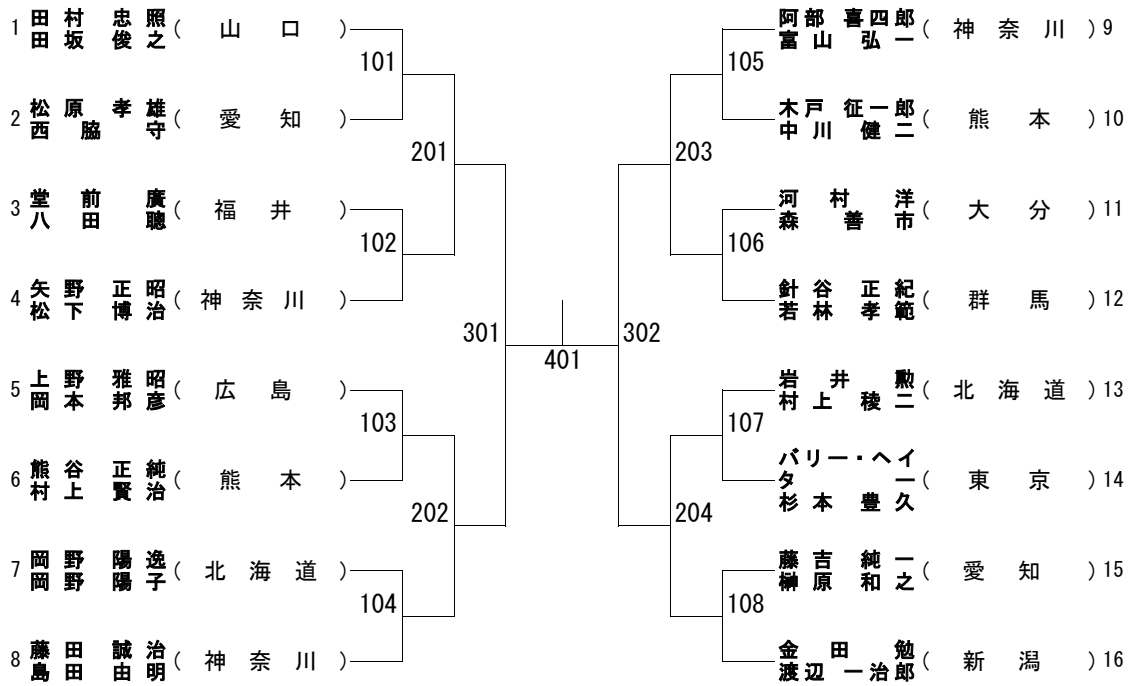 1 田村 忠照 (山口)
田坂 俊之
101
2 松原 孝雄 (愛知)
西脇 守
201
3 堂前 廣 (福井)
八田 聰
102
4 矢野 正昭 (神奈川)
松下 博治
301
5 上野 雅昭 (広島)
岡本 邦彦
103
6 熊谷 正純 (熊本)
村上 賢治
202
7 岡野 陽逸 (北海道)
岡野 陽子
104
8 藤田 誠治 (神奈川)
島田 由明
401
阿部 喜四郎 (神奈川) 9
富山 弘一
105
木戸 征一郎 (熊本) 10
中川 健二
203
河村 洋 (大分) 11
森 善市
106
針谷 正紀 (群馬) 12
若林 孝範
302
岩井 勲 (北海道) 13
村上 稜二
107
バリー・ヘイ
ター (東京) 14
杉本 豊久
204
藤吉 純一 (愛知) 15
榊原 和之
108
金田 勉 (新潟) 16
渡辺 一治郎